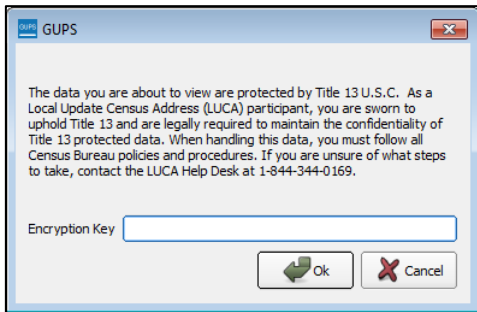 GUPS GUPS
The data you are about to view are protected by Title 13 U.S.C.  As a
Local Update Census Address (LUCA) participant, you are sworn to
uphold Title 13 and are legally required to maintain the confidentiality of
Title 13 protected data. When handling this data, you must follow all
Census Bureau policies and procedures. If you are unsure of what steps
to take, contact the LUCA Help Desk at 1-844-344-0169.
Encryption Key
Ok Cancel